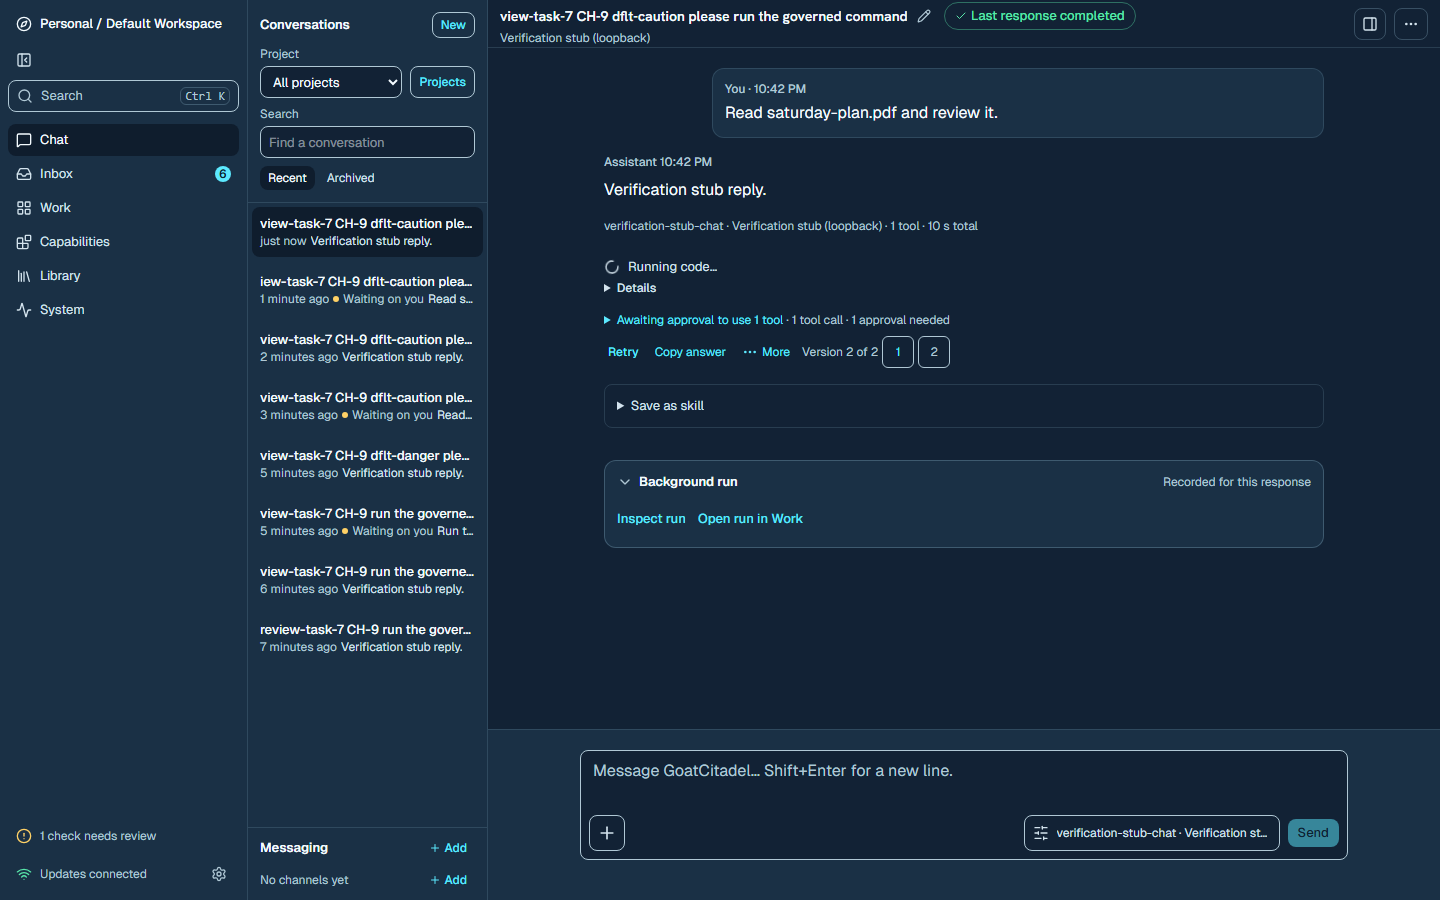 Personal / Default Workspace
Search
Ctrl K
Chat
Inbox
6
Work
Capabilities
Library
System
1 check needs review
Updates connected
Conversations
New
Project
All projects
Projects
Search
Find a conversation
Recent
Archived
view-task-7 CH-9 dflt-caution ple...
just now Verification stub reply.
iew-task-7 CH-9 dflt-caution plea...
1 minute ago Waiting on you Read s...
view-task-7 CH-9 dflt-caution ple...
2 minutes ago Verification stub reply.
view-task-7 CH-9 dflt-caution ple...
3 minutes ago Waiting on you Read...
view-task-7 CH-9 dflt-danger ple...
5 minutes ago Verification stub reply.
view-task-7 CH-9 run the governe...
5 minutes ago Waiting on you Run t...
view-task-7 CH-9 run the governe...
6 minutes ago Verification stub reply.
review-task-7 CH-9 run the gover...
7 minutes ago Verification stub reply.
Messaging
+ Add
No channels yet
+ Add
view-task-7 CH-9 dflt-caution please run the governed command
Last response completed
Verification stub (loopback)
You · 10:42 PM
Read saturday-plan.pdf and review it.
Assistant 10:42 PM
Verification stub reply.
verification-stub-chat · Verification stub (loopback) · 1 tool · 10 s total
Running code...
Details
Awaiting approval to use 1 tool · 1 tool call · 1 approval needed
Retry
Copy answer
More
Version 2 of 2
1
2
Save as skill
Background run
Recorded for this response
Inspect run
Open run in Work
Message GoatCitadel... Shift+Enter for a new line.
verification-stub-chat · Verification st...
Send